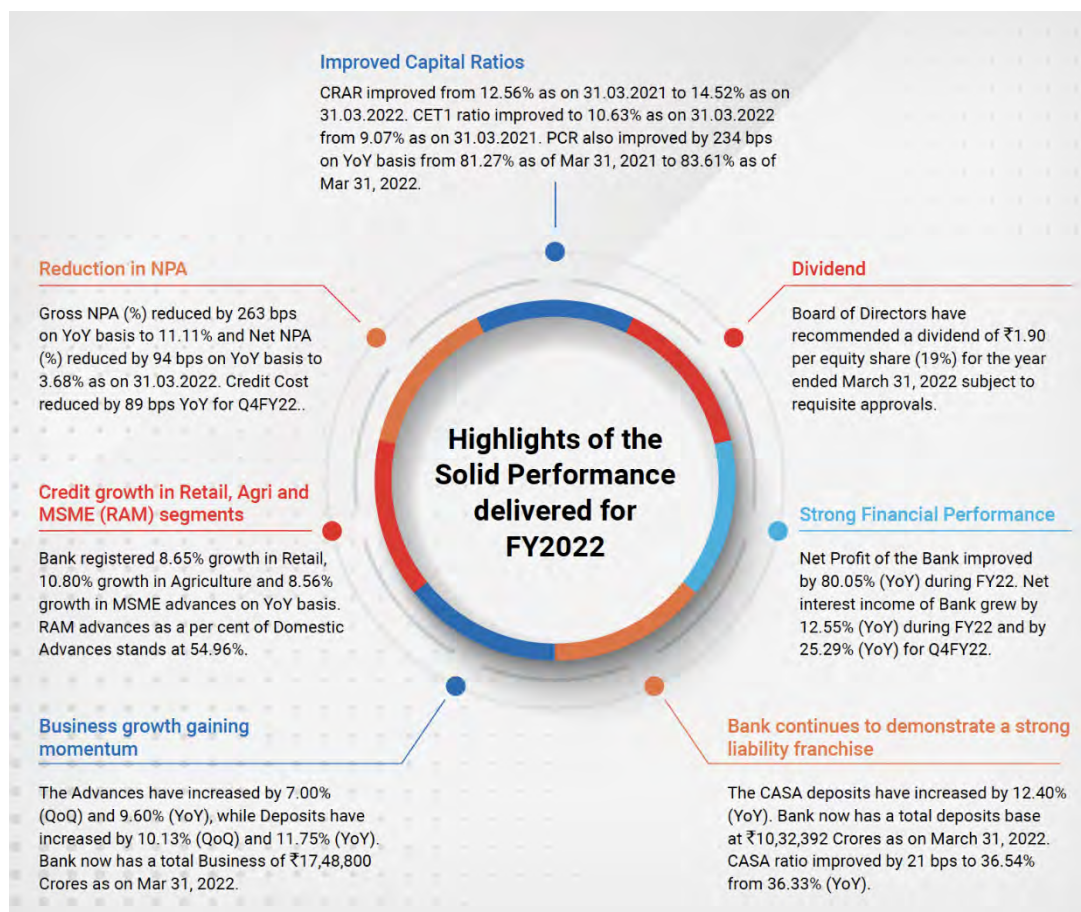 Improved Capital Ratios
CRAR improved from 12.56% as on 31.03.2021 to 14.52% as on
31.03.2022. CET1 ratio improved to 10.63% as on 31.03.2022
from 9.07% as on 31.03.2021. PCR also improved by 234 bps
on YoY basis from 81.27% as of Mar 31, 2021 to 83.61% as of
Mar 31, 2022.
Reduction in NPA
Gross NPA (%) reduced by 263 bps
on YoY basis to 11.11% and Net NPA
(%) reduced by 94 bps on YoY basis to
3.68% as on 31.03.2022. Credit Cost
reduced by 89 bps YoY for Q4FY22..
Dividend
Board of Directors have
recommended a dividend of ₹1.90
per equity share (19%) for the year
ended March 31, 2022 subject to
requisite approvals.
Highlights of the
Solid Performance
delivered for
FY2022
Credit growth in Retail, Agri and
MSME (RAM) segments
Bank registered 8.65% growth in Retail,
10.80% growth in Agriculture and 8.56%
growth in MSME advances on YoY basis.
RAM advances as a per cent of Domestic
Advances stands at 54.96%.
Strong Financial Performance
Net Profit of the Bank improved
by 80.05% (YoY) during FY22. Net
interest income of Bank grew by
12.55% (YoY) during FY22 and by
25.29% (YoY) for Q4FY22.
Business growth gaining
momentum
The Advances have increased by 7.00%
(QoQ) and 9.60% (YoY), while Deposits have
increased by 10.13% (QoQ) and 11.75% (YoY).
Bank now has a total Business of ₹17,48,800
Crores as on Mar 31, 2022.
Bank continues to demonstrate a strong
liability franchise
The CASA deposits have increased by 12.40%
(YoY). Bank now has a total deposits base
at ₹10,32,392 Crores as on March 31, 2022.
CASA ratio improved by 21 bps to 36.54%
from 36.33% (YoY).